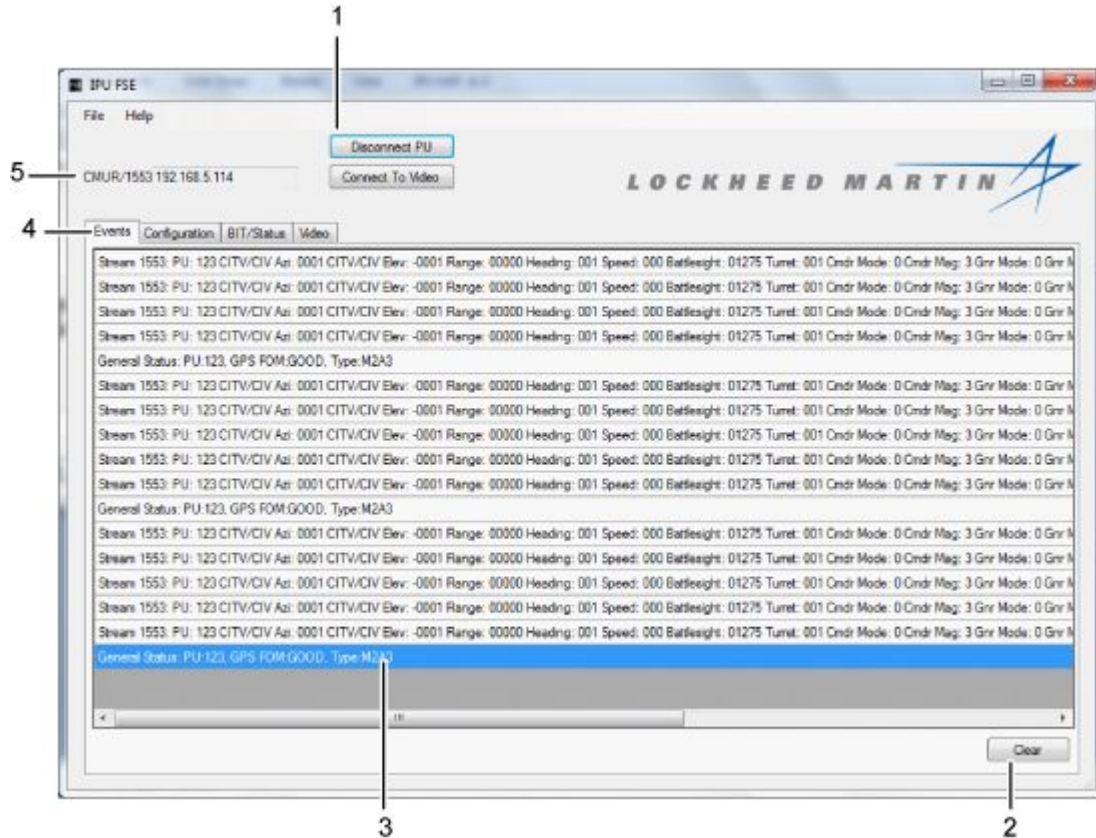 1
IPU FSE
File Help
Disconnect PU
5
CMUR/1553 192.168.5.114
Connect To Video
LOCKHEED MARTIN
4
Events Configuration BIT/Status Video
Stream 1553: PU: 123 CITV/CIV Azi: 0001 CITV/CIV Elev: -0001 Range: 00000 Heading: 001 Speed: 000 Battlesight: 01275 Turret: 001 Cmdr Mode: 0 Cmdr Mag: 3 Gnr Mode: 0 Gnr M
Stream 1553: PU: 123 CITV/CIV Azi: 0001 CITV/CIV Elev: -0001 Range: 00000 Heading: 001 Speed: 000 Battlesight: 01275 Turret: 001 Cmdr Mode: 0 Cmdr Mag: 3 Gnr Mode: 0 Gnr M
Stream 1553: PU: 123 CITV/CIV Azi: 0001 CITV/CIV Elev: -0001 Range: 00000 Heading: 001 Speed: 000 Battlesight: 01275 Turret: 001 Cmdr Mode: 0 Cmdr Mag: 3 Gnr Mode: 0 Gnr M
Stream 1553: PU: 123 CITV/CIV Azi: 0001 CITV/CIV Elev: -0001 Range: 00000 Heading: 001 Speed: 000 Battlesight: 01275 Turret: 001 Cmdr Mode: 0 Cmdr Mag: 3 Gnr Mode: 0 Gnr M
General Status: PU:123, GPS FOM:GOOD, Type:M2A3
Stream 1553: PU: 123 CITV/CIV Azi: 0001 CITV/CIV Elev: -0001 Range: 00000 Heading: 001 Speed: 000 Battlesight: 01275 Turret: 001 Cmdr Mode: 0 Cmdr Mag: 3 Gnr Mode: 0 Gnr M
Stream 1553: PU: 123 CITV/CIV Azi: 0001 CITV/CIV Elev: -0001 Range: 00000 Heading: 001 Speed: 000 Battlesight: 01275 Turret: 001 Cmdr Mode: 0 Cmdr Mag: 3 Gnr Mode: 0 Gnr M
Stream 1553: PU: 123 CITV/CIV Azi: 0001 CITV/CIV Elev: -0001 Range: 00000 Heading: 001 Speed: 000 Battlesight: 01275 Turret: 001 Cmdr Mode: 0 Cmdr Mag: 3 Gnr Mode: 0 Gnr M
Stream 1553: PU: 123 CITV/CIV Azi: 0001 CITV/CIV Elev: -0001 Range: 00000 Heading: 001 Speed: 000 Battlesight: 01275 Turret: 001 Cmdr Mode: 0 Cmdr Mag: 3 Gnr Mode: 0 Gnr M
Stream 1553: PU: 123 CITV/CIV Azi: 0001 CITV/CIV Elev: -0001 Range: 00000 Heading: 001 Speed: 000 Battlesight: 01275 Turret: 001 Cmdr Mode: 0 Cmdr Mag: 3 Gnr Mode: 0 Gnr M
General Status: PU:123, GPS FOM:GOOD, Type:M2A3
Stream 1553: PU: 123 CITV/CIV Azi: 0001 CITV/CIV Elev: -0001 Range: 00000 Heading: 001 Speed: 000 Battlesight: 01275 Turret: 001 Cmdr Mode: 0 Cmdr Mag: 3 Gnr Mode: 0 Gnr M
Stream 1553: PU: 123 CITV/CIV Azi: 0001 CITV/CIV Elev: -0001 Range: 00000 Heading: 001 Speed: 000 Battlesight: 01275 Turret: 001 Cmdr Mode: 0 Cmdr Mag: 3 Gnr Mode: 0 Gnr M
Stream 1553: PU: 123 CITV/CIV Azi: 0001 CITV/CIV Elev: -0001 Range: 00000 Heading: 001 Speed: 000 Battlesight: 01275 Turret: 001 Cmdr Mode: 0 Cmdr Mag: 3 Gnr Mode: 0 Gnr M
Stream 1553: PU: 123 CITV/CIV Azi: 0001 CITV/CIV Elev: -0001 Range: 00000 Heading: 001 Speed: 000 Battlesight: 01275 Turret: 001 Cmdr Mode: 0 Cmdr Mag: 3 Gnr Mode: 0 Gnr M
Stream 1553: PU: 123 CITV/CIV Azi: 0001 CITV/CIV Elev: -0001 Range: 00000 Heading: 001 Speed: 000 Battlesight: 01275 Turret: 001 Cmdr Mode: 0 Cmdr Mag: 3 Gnr Mode: 0 Gnr M
General Status: PU:123, GPS FOM:GOOD, Type:M2A3
Clear
3
2